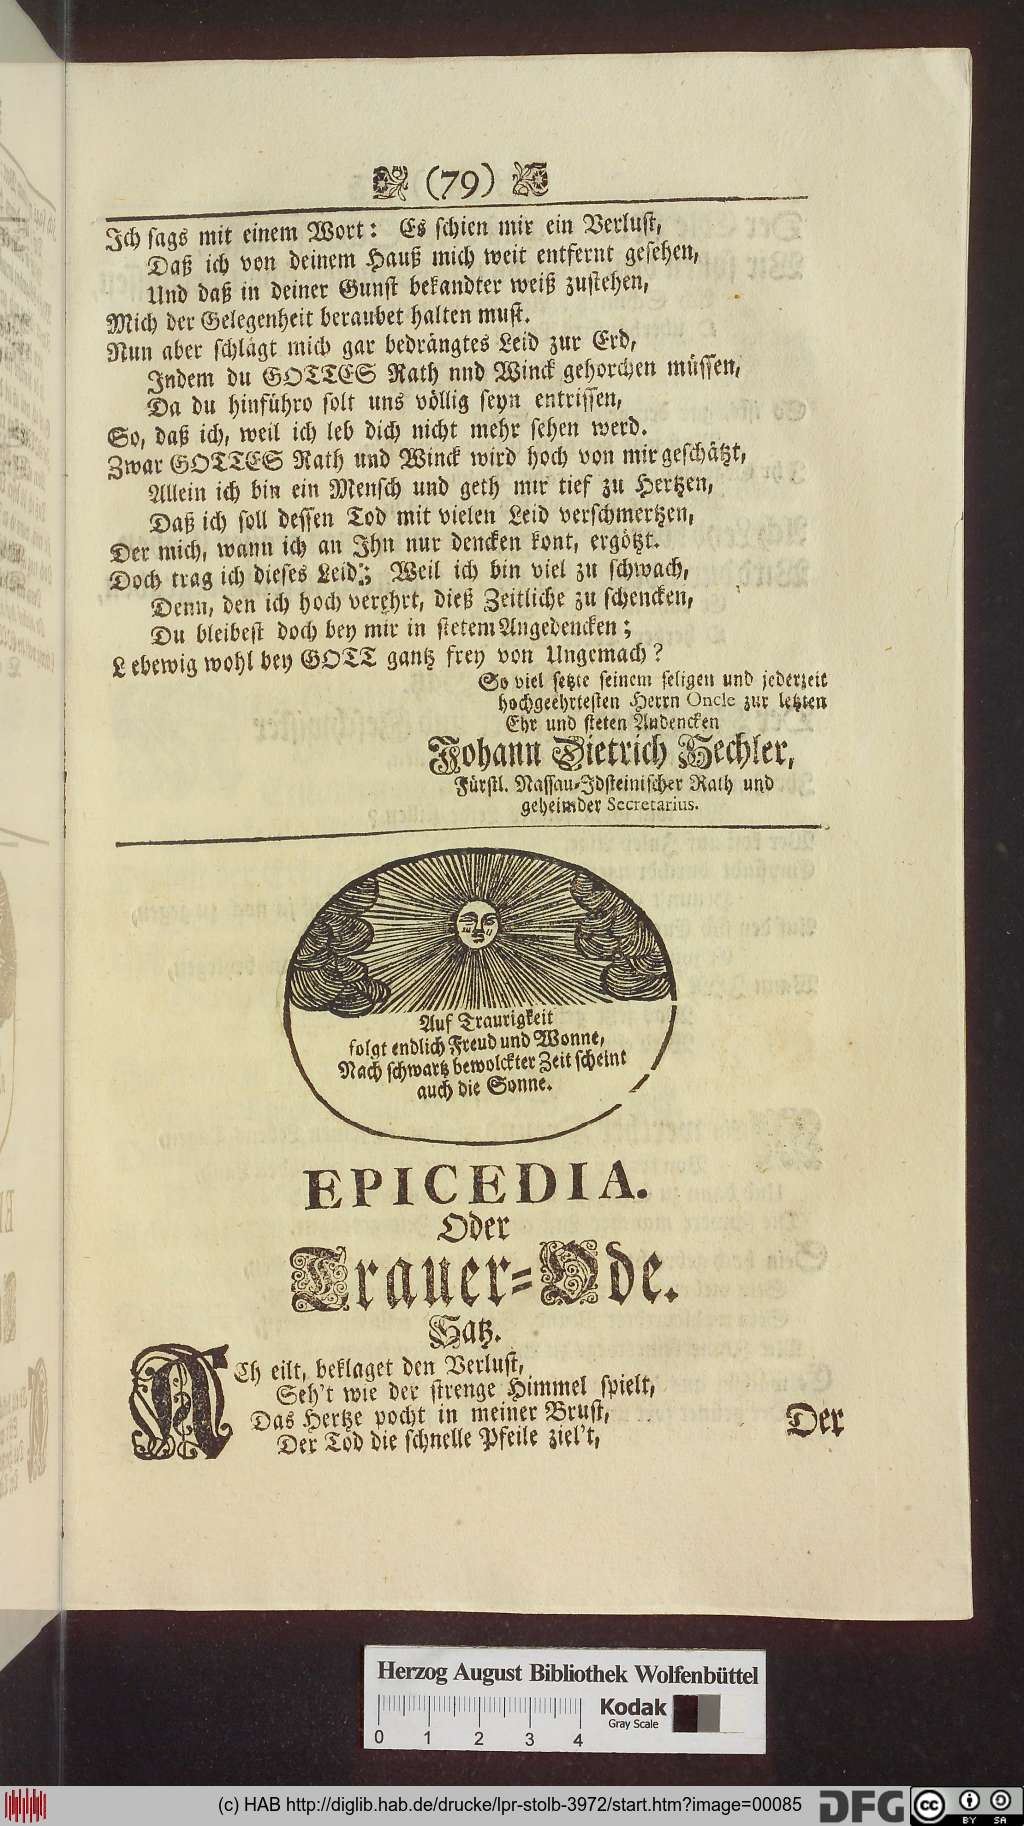 (79)
Ich sags mit einem Wort: Es schien mir ein Verlust,
Daß ich von deinem Hauß mich weit entfernt gesehen,
Und daß in deiner Gunst bekandter weiß zustehen,
Mich der Gelegenheit beraubet halten must.
Nun aber schlägt mich gar bedrängtes Leid zur Erd,
Indem du GOTTES Rath nnd Winck gehorchen müssen,
Da du hinführo solt uns völlig seyn entrissen,
So, daß ich, weil ich leb dich nicht mehr sehen werd.
Zwar GOTTES Rath und Winck wird hoch von mir geschätzt,
Allein ich bin ein Mensch und geth mir tief zu Hertzen,
Daß ich soll dessen Tod mit vielen Leid verschmertzen,
Der mich, wann ich an Ihn nur dencken kont, ergötzt.
Doch trag ich dieses Leid; Weil ich bin viel zu schwach,
Denn, den ich hoch verehrt, dieß Zeitliche zu schencken,
Du bleibest doch bey mir in stetem Angedencken;
Lebewig wohl bey GOTT gantz frey von Ungemach?
So viel setzte seinem seligen und jederzeit
hochgeehrtesten Herrn Oncle zur letzten
Ehr und steten Andencken
Johann Dietrich Hechler,
Fürstl. Nassau-Idsteinischer Rath und
geheimder Secretarius.
Auf Traurigkeit
folgt endlich Freud und Wonne,
Nach schwartz bewolckter Zeit scheint
auch die Sonne.
EPICEDIA.
Oder
Trauer-Ode.
Satz.
ACh eilt, beklaget den Verlust,
Seh't wie der strenge Himmel spielt,
Das Hertze pocht in meiner Brust,
Der Tod die schnelle Pfeile ziel't,
Der
Herzog August Bibliothek Wolfenbüttel
Kodak
Gray Scale
0 1 2 3 4
(c) HAB http://diglib.hab.de/drucke/lpr-stolb-3972/start.htm?image=00085
DFG
cc BY SA